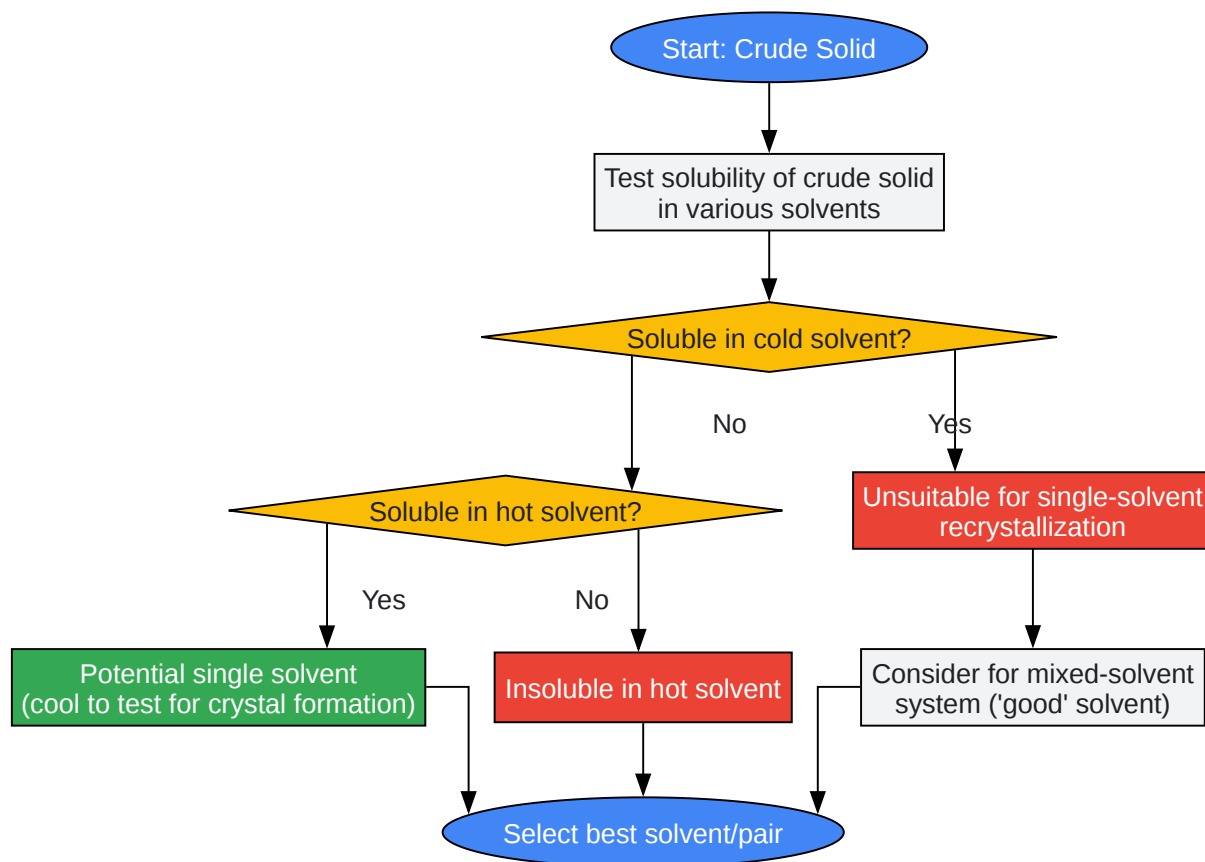 Start: Crude Solid
Test solubility of crude solid
in various solvents
Soluble in cold solvent?
No
Yes
Soluble in hot solvent?
Unsuitable for single-solvent
recrystallization
Yes
No
Potential single solvent
(cool to test for crystal formation)
Insoluble in hot solvent
Consider for mixed-solvent
system ('good' solvent)
Select best solvent/pair